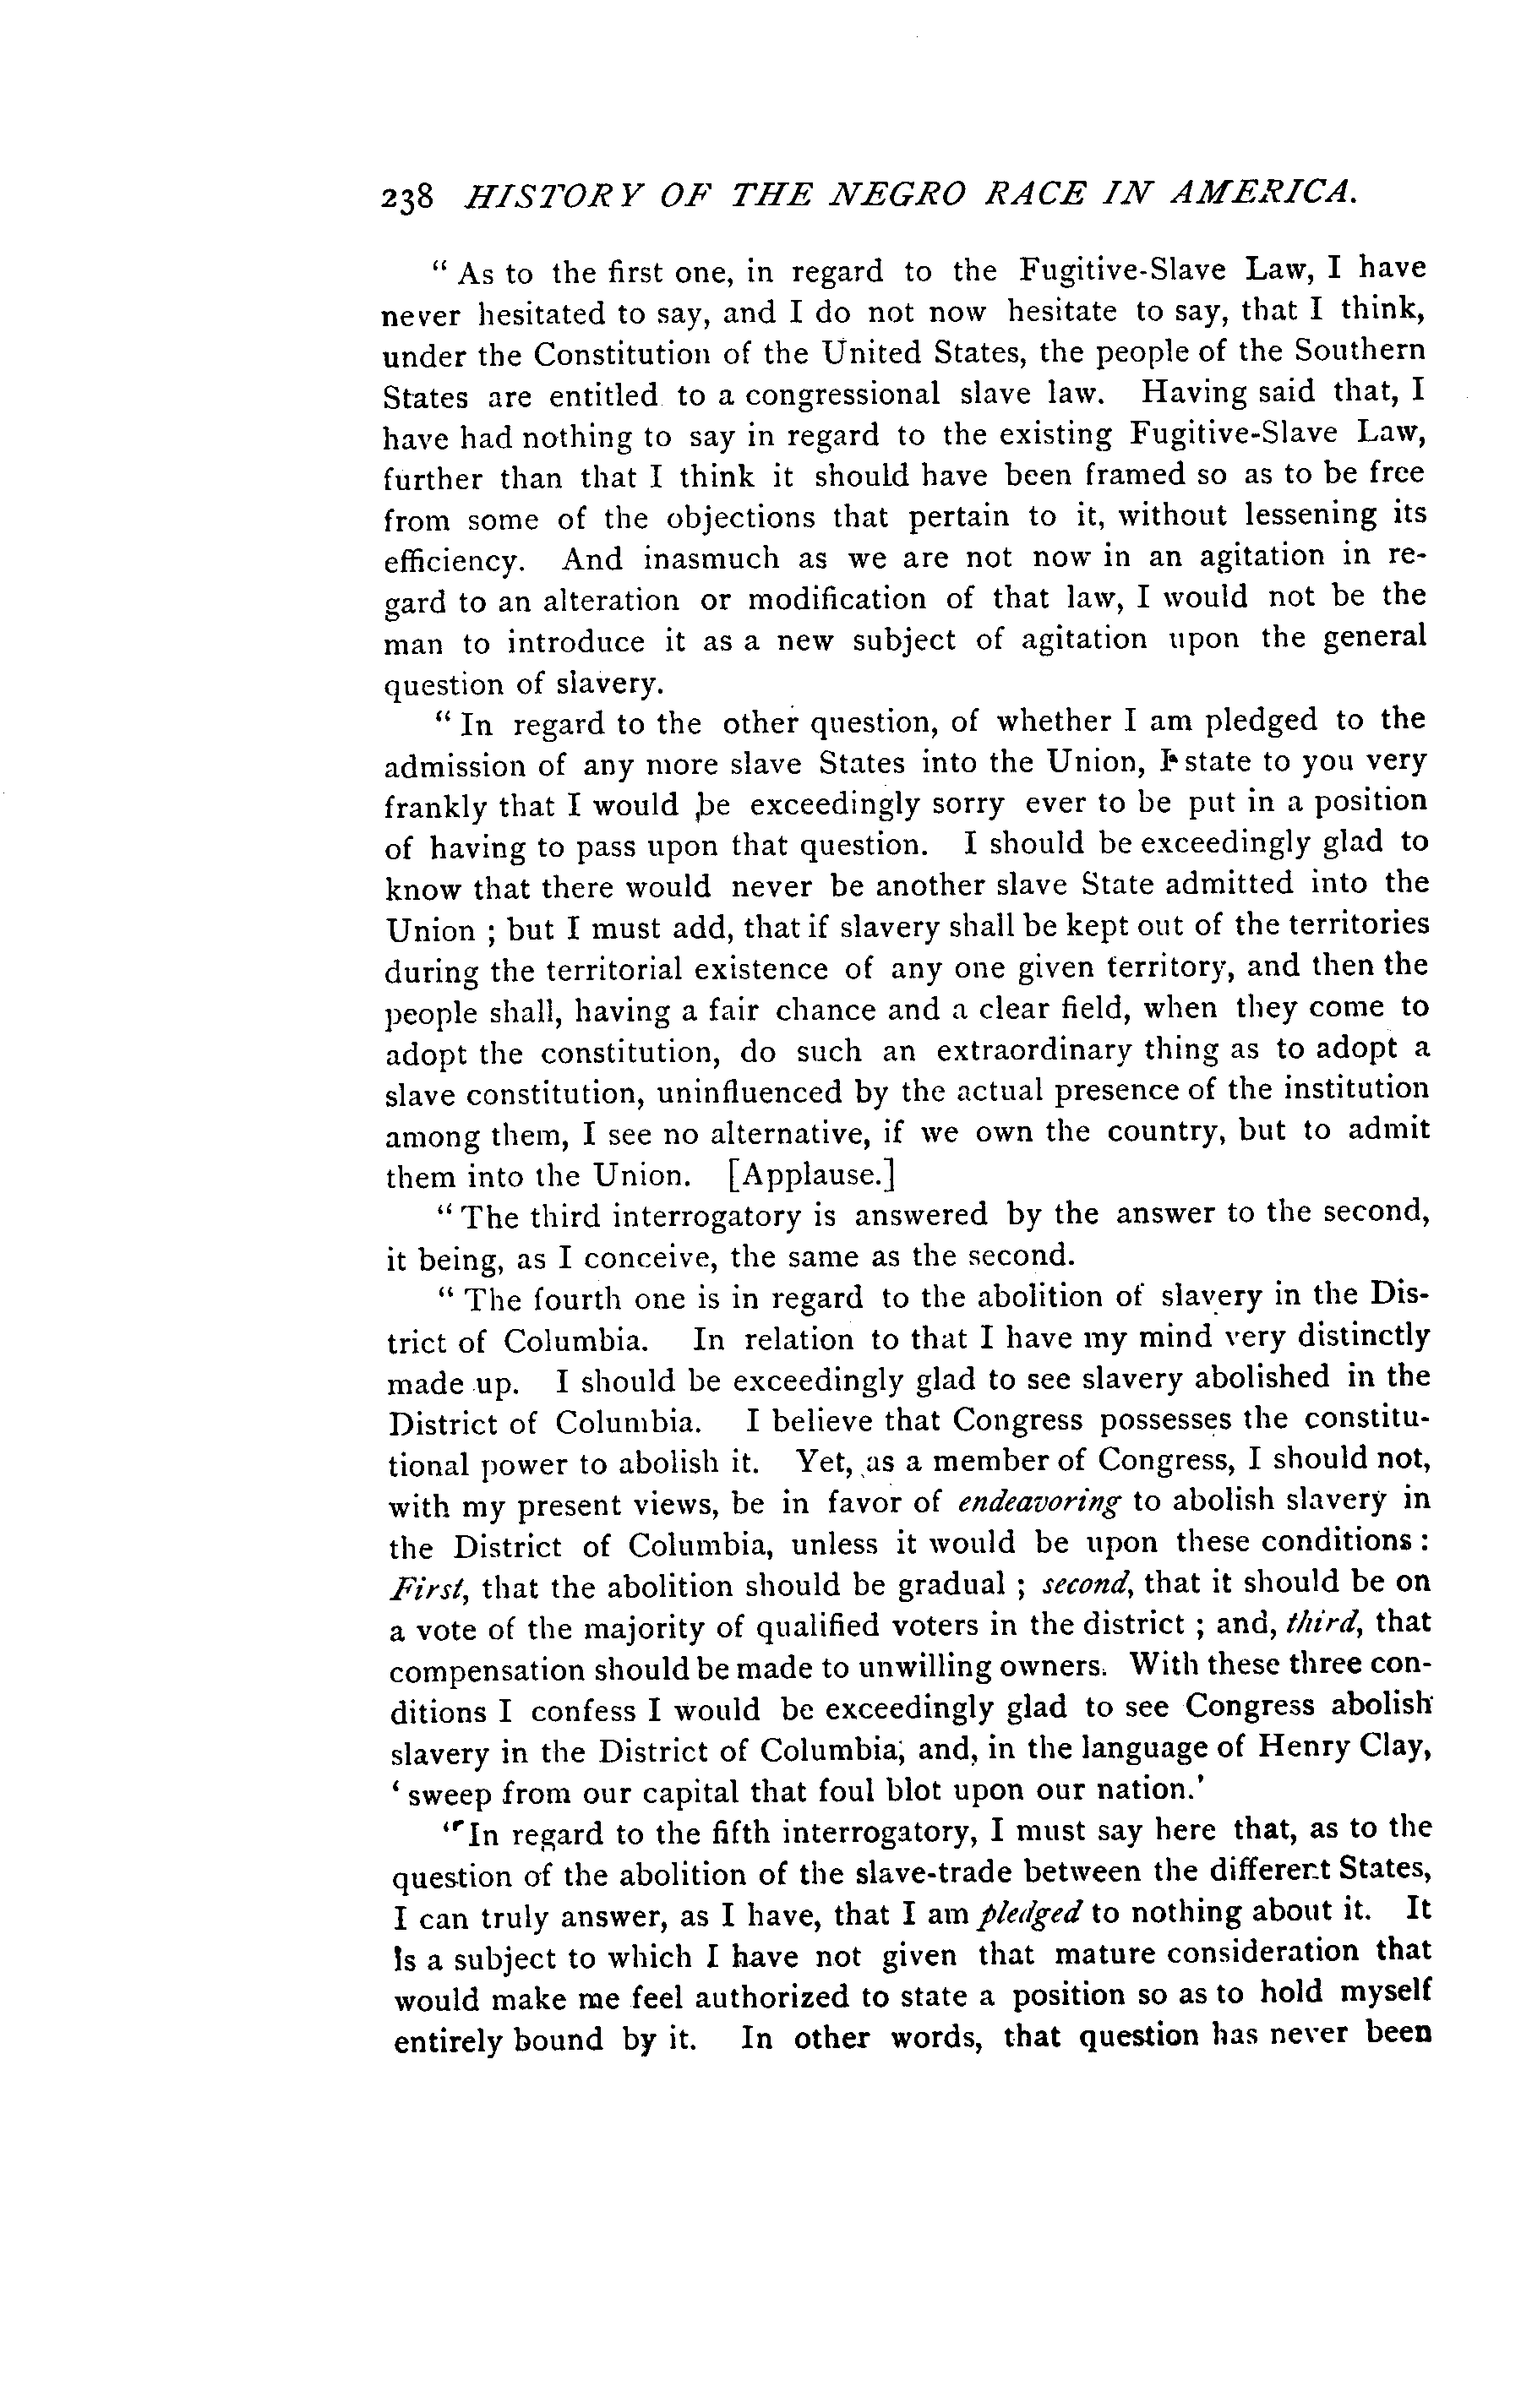 238 HISTORY OF THE NEGRO RACE IN AMERICA.
“ As to the first one, in regard to the Fugitive-Slave Law, I have
never hesitated to say, and I do not now hesitate to say, that I think,
under the Constitution of the United States, the people of the Southern
States are entitled to a congressional slave law. Having said that, I
have had nothing to say in regard to the existing Fugitive-Slave Law,
further than that I think it should have been framed so as to be free
from some of the objections that pertain to it, without lessening its
efficiency. And inasmuch as we are not now in an agitation in re-
gard to an alteration or modification of that law, I would not be the
man to introduce it as a new subject of agitation upon the general
question of slavery.
“ In regard to the other question, of whether I am pledged to the
admission of any more slave States into the Union, I state to you very
frankly that I would be exceedingly sorry ever to be put in a position
of having to pass upon that question. I should be exceedingly glad to
know that there would never be another slave State admitted into the
Union ; but I must add, that if slavery shall be kept out of the territories
during the territorial existence of any one given territory, and then the
people shall, having a fair chance and a clear field, when they come to
adopt the constitution, do such an extraordinary thing as to adopt a
slave constitution, uninfluenced by the actual presence of the institution
among them, I see no alternative, if we own the country, but to admit
them into the Union. [Applause.]
“ The third interrogatory is answered by the answer to the second,
it being, as I conceive, the same as the second.
“ The fourth one is in regard to the abolition of slavery in the Dis-
trict of Columbia. In relation to that I have my mind very distinctly
made up. I should be exceedingly glad to see slavery abolished in the
District of Columbia. I believe that Congress possesses the constitu-
tional power to abolish it. Yet, as a member of Congress, I should not,
with my present views, be in favor of endeavoring to abolish slavery in
the District of Columbia, unless it would be upon these conditions :
First, that the abolition should be gradual ; second, that it should be on
a vote of the majority of qualified voters in the district ; and, third, that
compensation should be made to unwilling owners. With these three con-
ditions I confess I would be exceedingly glad to see Congress abolish
slavery in the District of Columbia, and, in the language of Henry Clay,
‘ sweep from our capital that foul blot upon our nation.’
“ In regard to the fifth interrogatory, I must say here that, as to the
question of the abolition of the slave-trade between the different States,
I can truly answer, as I have, that I am pledged to nothing about it. It
is a subject to which I have not given that mature consideration that
would make me feel authorized to state a position so as to hold myself
entirely bound by it. In other words, that question has never been